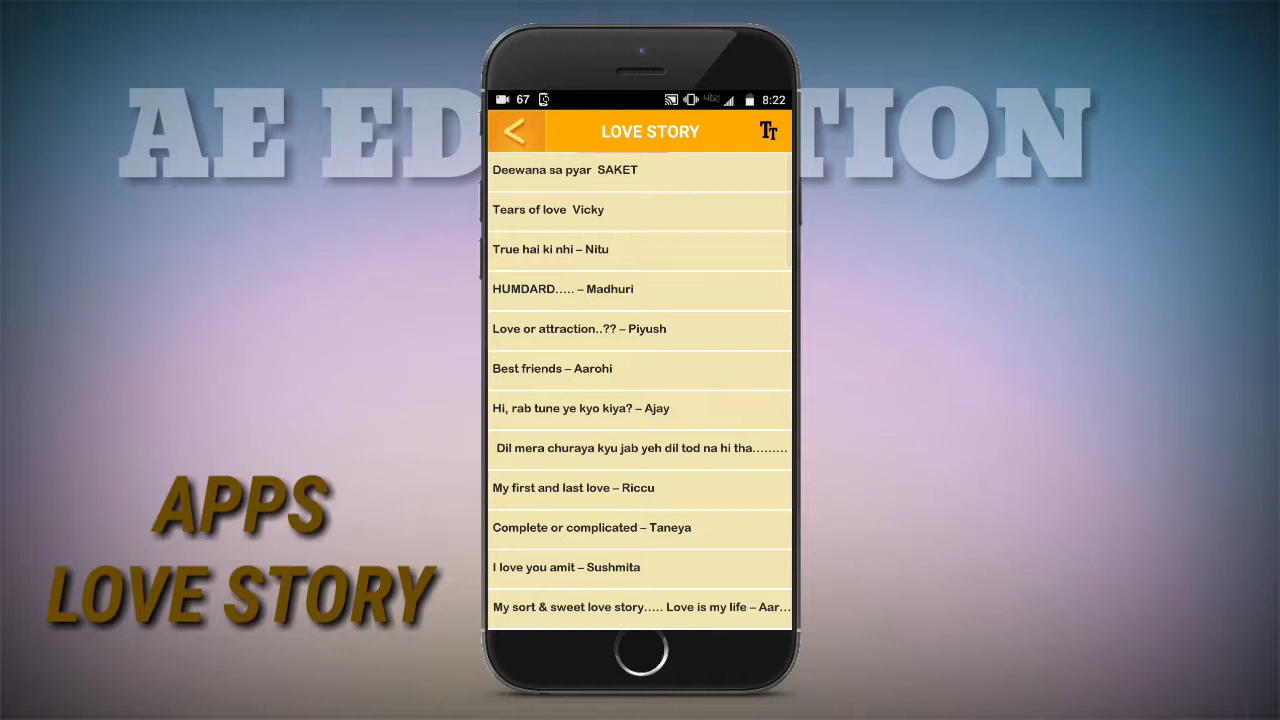 AE ED TION
67 8:22
LOVE STORY TT
Deewana sa pyar SAKET
Tears of love Vicky
True hai ki nhi – Nitu
HUMDARD..... – Madhuri
Love or attraction..?? – Piyush
Best friends – Aarohi
Hi, rab tune ye kyo kiya? – Ajay
Dil mera churaya kyu jab yeh dil tod na hi tha.........
My first and last love – Riccu
Complete or complicated – Taneya
I love you amit – Sushmita
My sort & sweet love story..... Love is my life – Aar...
APPS
LOVE STORY